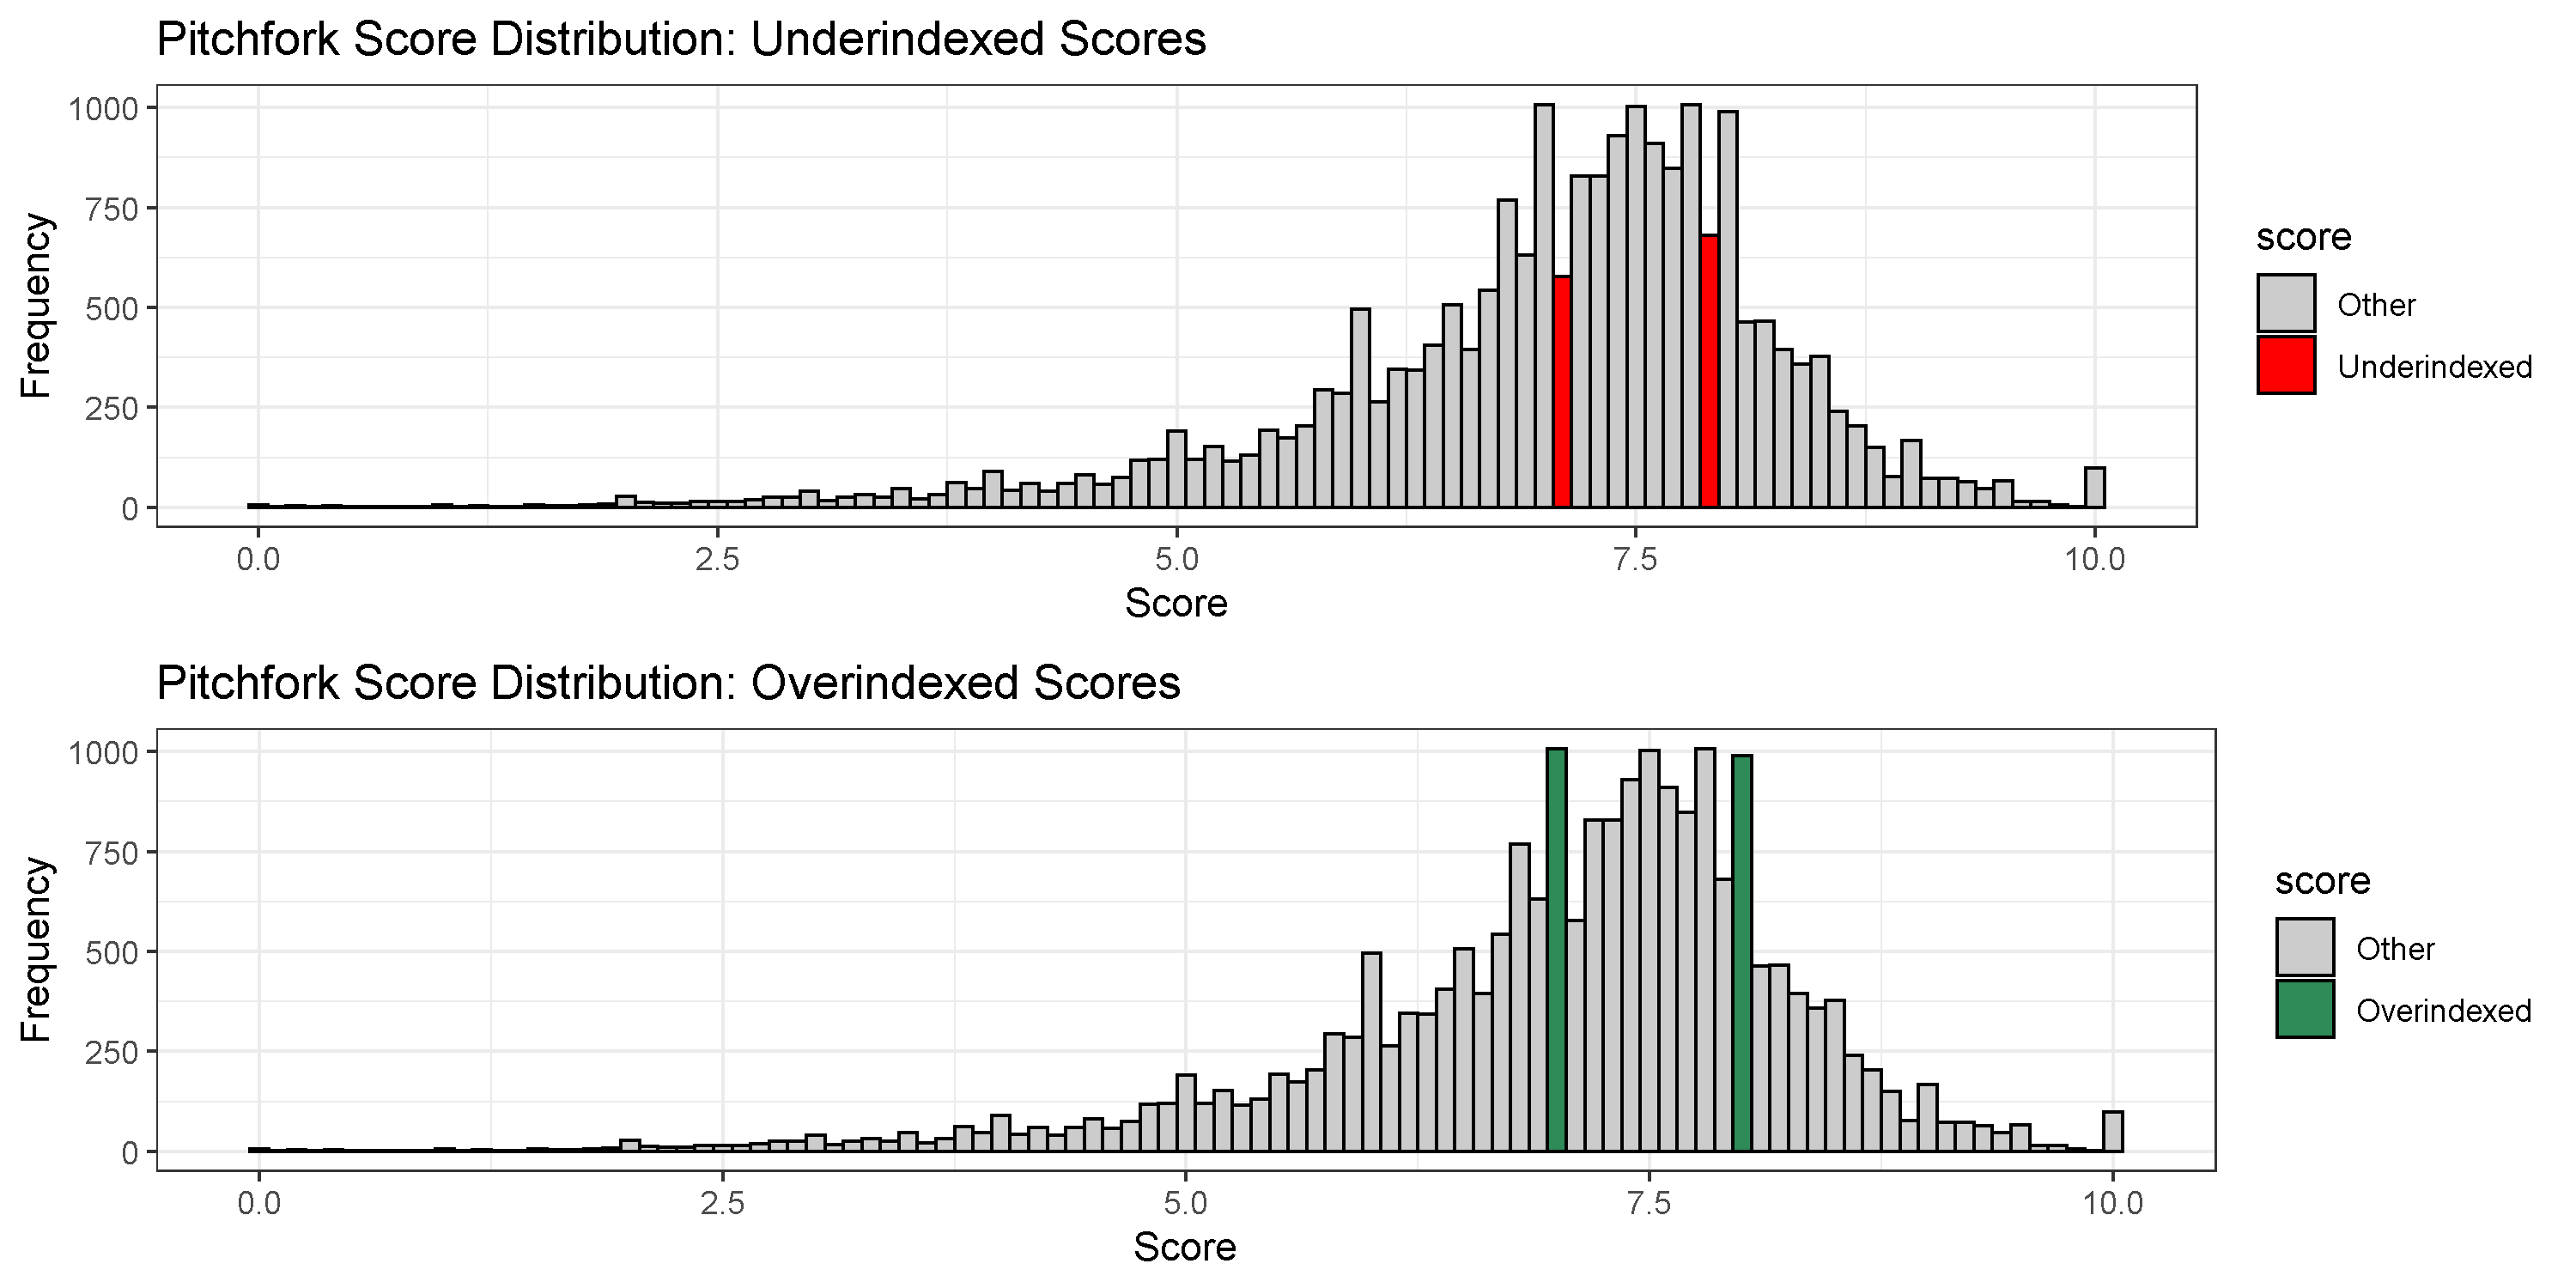 Pitchfork Score Distribution: Underindexed Scores
1000
750
500
250
0
Frequency
0.0 2.5 5.0 7.5 10.0
Score
score
Other
Underindexed
Pitchfork Score Distribution: Overindexed Scores
1000
750
500
250
0
Frequency
0.0 2.5 5.0 7.5 10.0
Score
score
Other
Overindexed